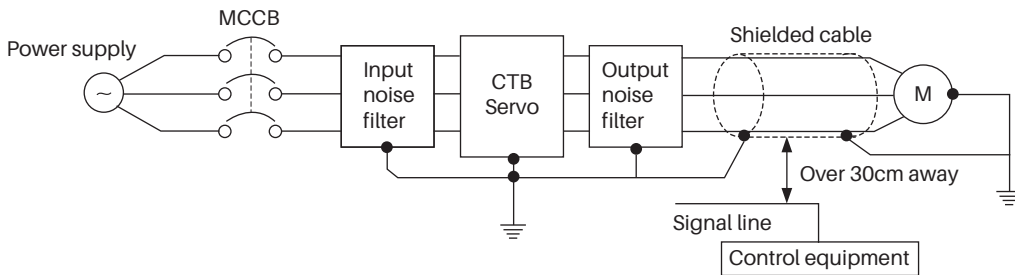 MCCB
Power supply
~
Input
noise
filter
CTB
Servo
Output
noise
filter
Shielded cable
M
Over 30cm away
Signal line
Control equipment